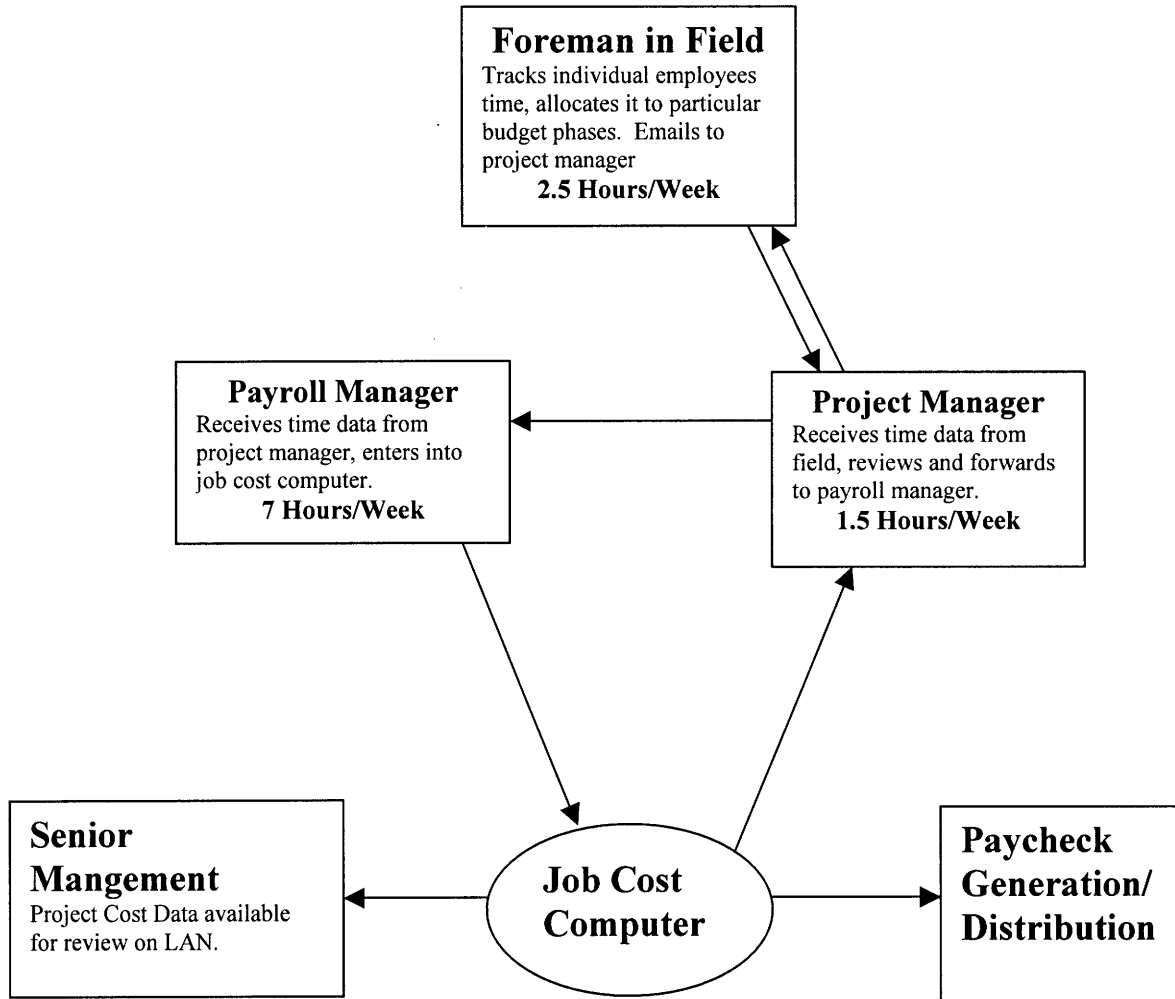 Foreman in Field
Tracks individual employees
time, allocates it to particular
budget phases.  Emails to
project manager
2.5 Hours/Week
Payroll Manager
Receives time data from
project manager, enters into
job cost computer.
7 Hours/Week
Project Manager
Receives time data from
field, reviews and forwards
to payroll manager.
1.5 Hours/Week
Senior
Mangement
Project Cost Data available
for review on LAN.
Job Cost
Computer
Paycheck
Generation/
Distribution